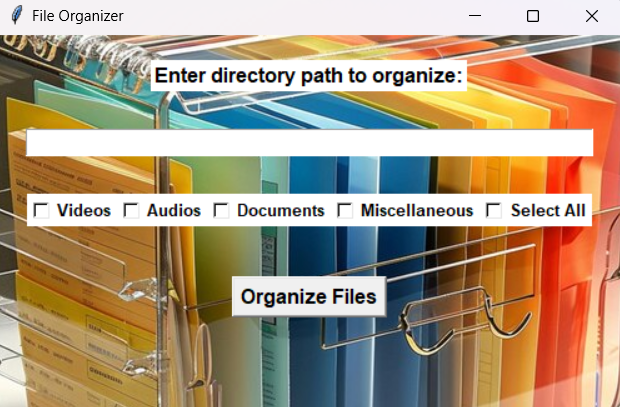 File Organizer
Enter directory path to organize:
Videos Audios Documents Miscellaneous Select All
Organize Files